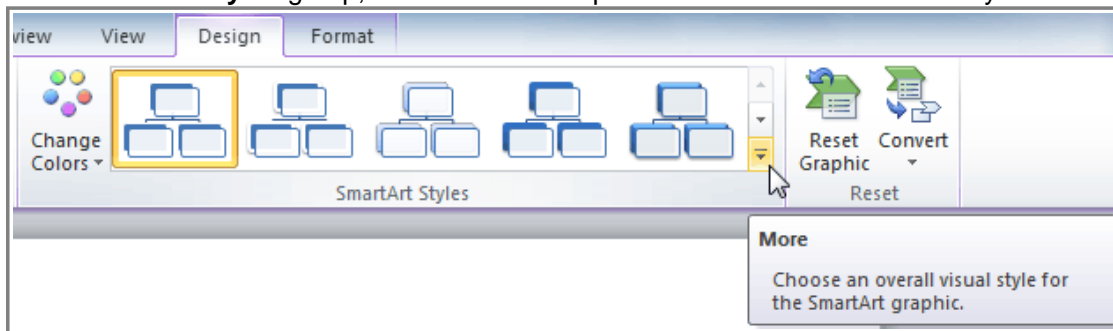 view View Design Format
Change
Colors
Reset
Graphic
Convert
SmartArt Styles
Reset
More
Choose an overall visual style for
the SmartArt graphic.